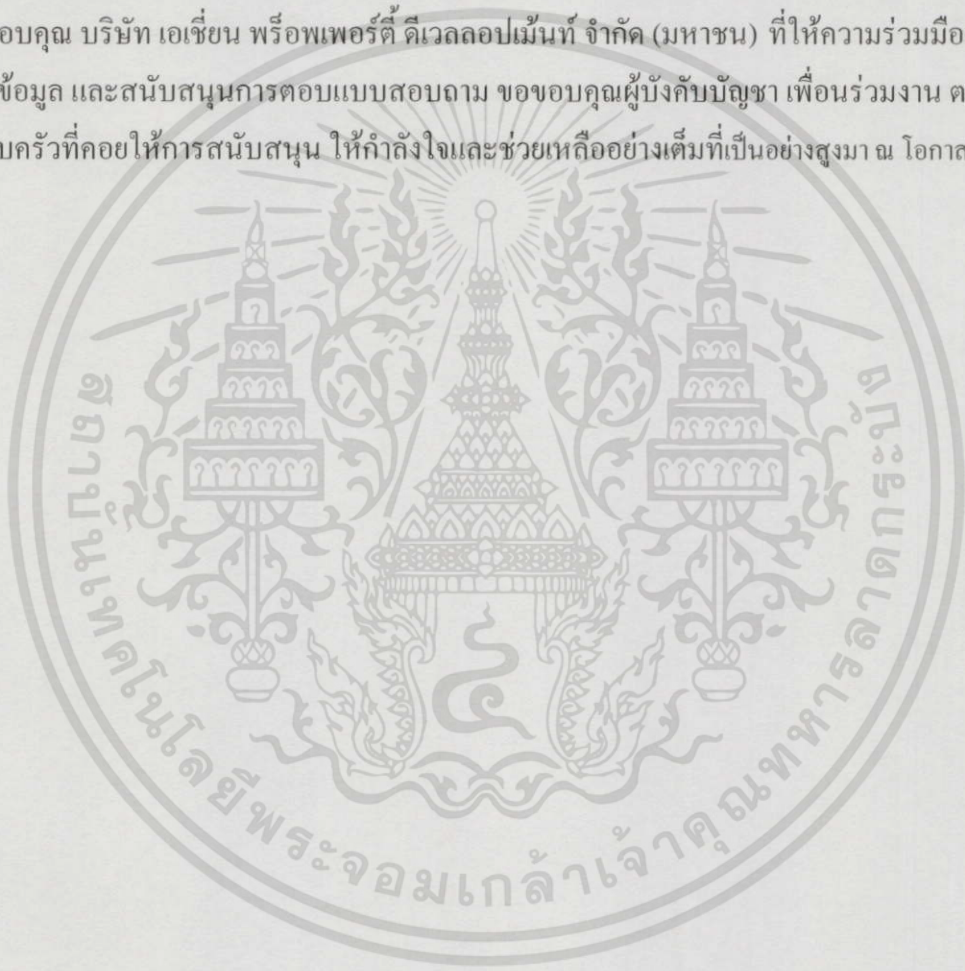 อบคุณ บริษัท เอเชี่ยน พร็อพเพอร์ตี้ ดีเวลลอปเม้นท์ จำกัด (มหาชน) ที่ให้ความร่วมมือ
ข้อมูล และสนับสนุนการตอบแบบสอบถาม ขอขอบคุณผู้บังคับบัญชา เพื่อนร่วมงาน ต
บครัวที่คอยให้การสนับสนุน ให้กำลังใจและช่วยเหลืออย่างเต็มที่เป็นอย่างสูงมา ณ โอกาส
สถาบันเทคโนโลยีพระจอมเกล้าเจ้าคุณทหารลาดกระบัง
๔